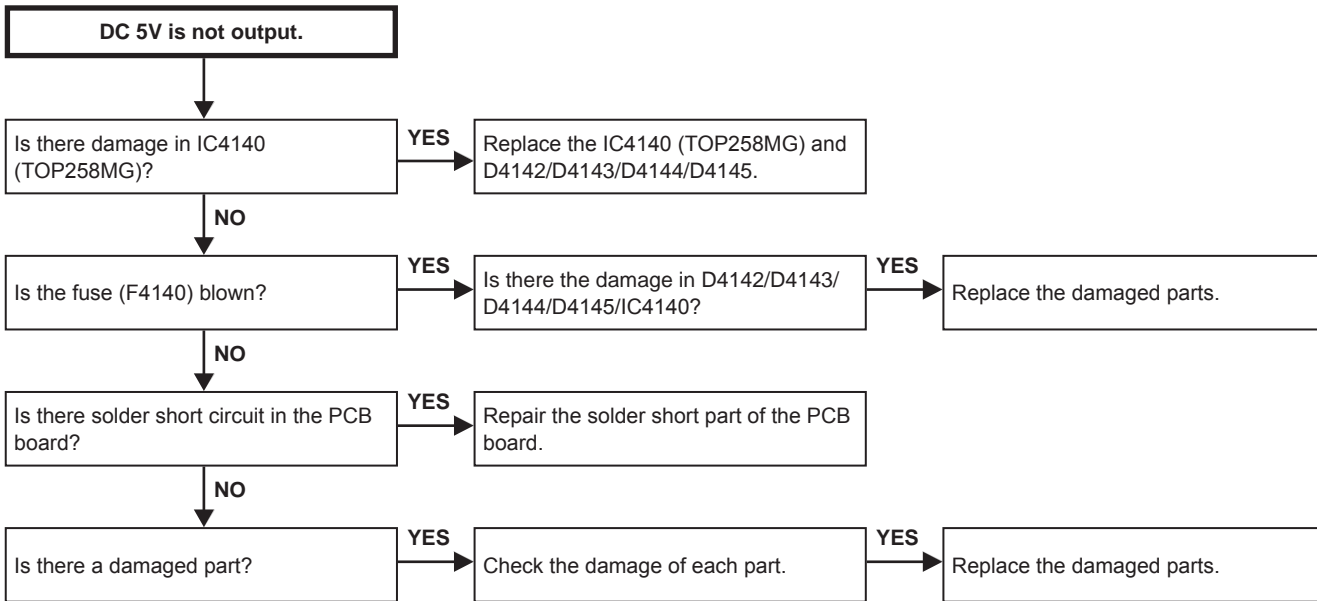 DC 5V is not output.
Is there damage in IC4140
(TOP258MG)?
YES
Replace the IC4140 (TOP258MG) and
D4142/D4143/D4144/D4145.
NO
Is the fuse (F4140) blown?
YES
Is there the damage in D4142/D4143/
D4144/D4145/IC4140?
YES
Replace the damaged parts.
NO
Is there solder short circuit in the PCB
board?
YES
Repair the solder short part of the PCB
board.
NO
Is there a damaged part?
YES
Check the damage of each part.
YES
Replace the damaged parts.